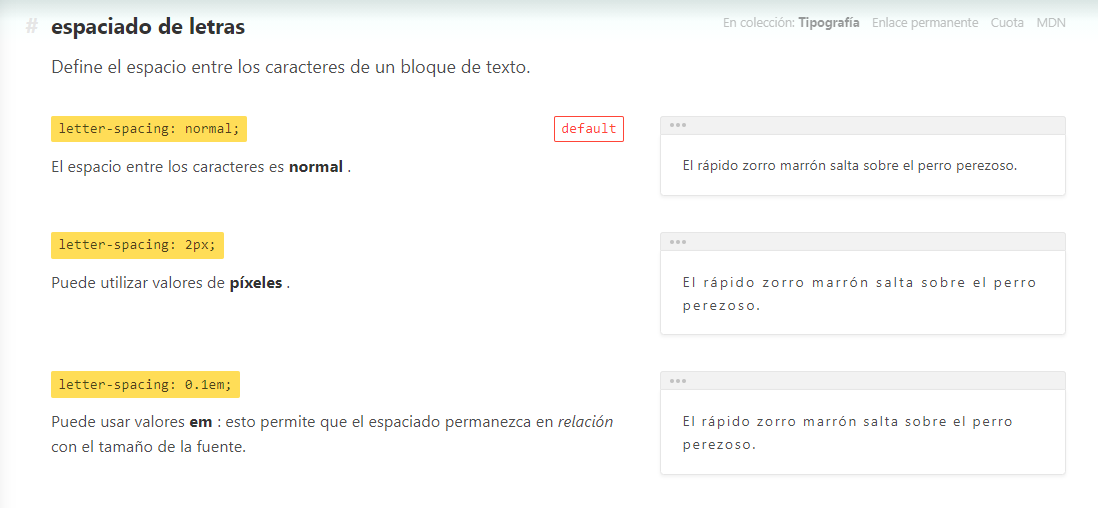 # espaciado de letras
En colección: Tipografía Enlace permanente Cuota MDN
Define el espacio entre los caracteres de un bloque de texto.
letter-spacing: normal;
default
El espacio entre los caracteres es normal .
El rápido zorro marrón salta sobre el perro perezoso.
letter-spacing: 2px;
Puede utilizar valores de píxeles .
El rápido zorro marrón salta sobre el perro
perezoso.
letter-spacing: 0.1em;
Puede usar valores em : esto permite que el espaciado permanezca en relación
con el tamaño de la fuente.
El rápido zorro marrón salta sobre el perro
perezoso.